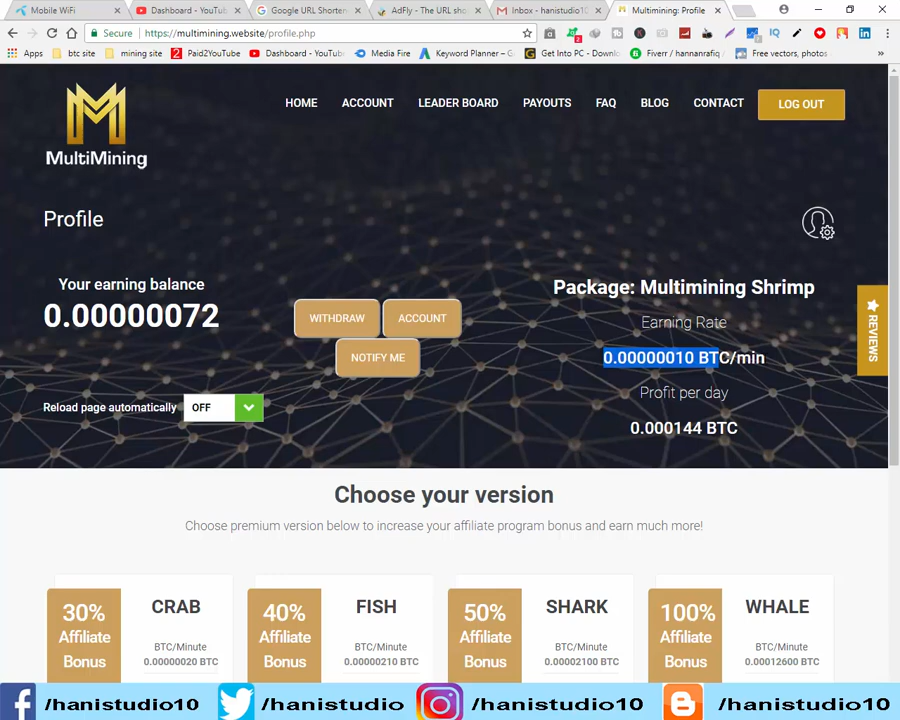 Mobile WiFi
Dashboard - YouTub
Google URL Shorten
AdFly - The URL sho
Inbox - hanistudio10
Multimining: Profile
Secure
https://multimining.website/profile.php
Apps
btc site
mining site
Paid2YouTube
Dashboard - YouTub
Media Fire
Keyword Planner – G
Get Into PC - Downl
Fiverr / hannanrafiq /
Free vectors, photos
»
MultiMining
HOME
ACCOUNT
LEADER BOARD
PAYOUTS
FAQ
BLOG
CONTACT
LOG OUT
Profile
Your earning balance
0.00000072
WITHDRAW
ACCOUNT
NOTIFY ME
Reload page automatically
OFF
Package: Multimining Shrimp
Earning Rate
0.00000010 BTC/min
Profit per day
0.000144 BTC
REVIEWS
Choose your version
Choose premium version below to increase your affiliate program bonus and earn much more!
30%
Affiliate
Bonus
CRAB
BTC/Minute
0.00000020 BTC
40%
Affiliate
Bonus
FISH
BTC/Minute
0.00000210 BTC
50%
Affiliate
Bonus
SHARK
BTC/Minute
0.00002100 BTC
100%
Affiliate
Bonus
WHALE
BTC/Minute
0.00012600 BTC
/hanistudio10
/hanistudio
/hanistudio10
/hanistudio10